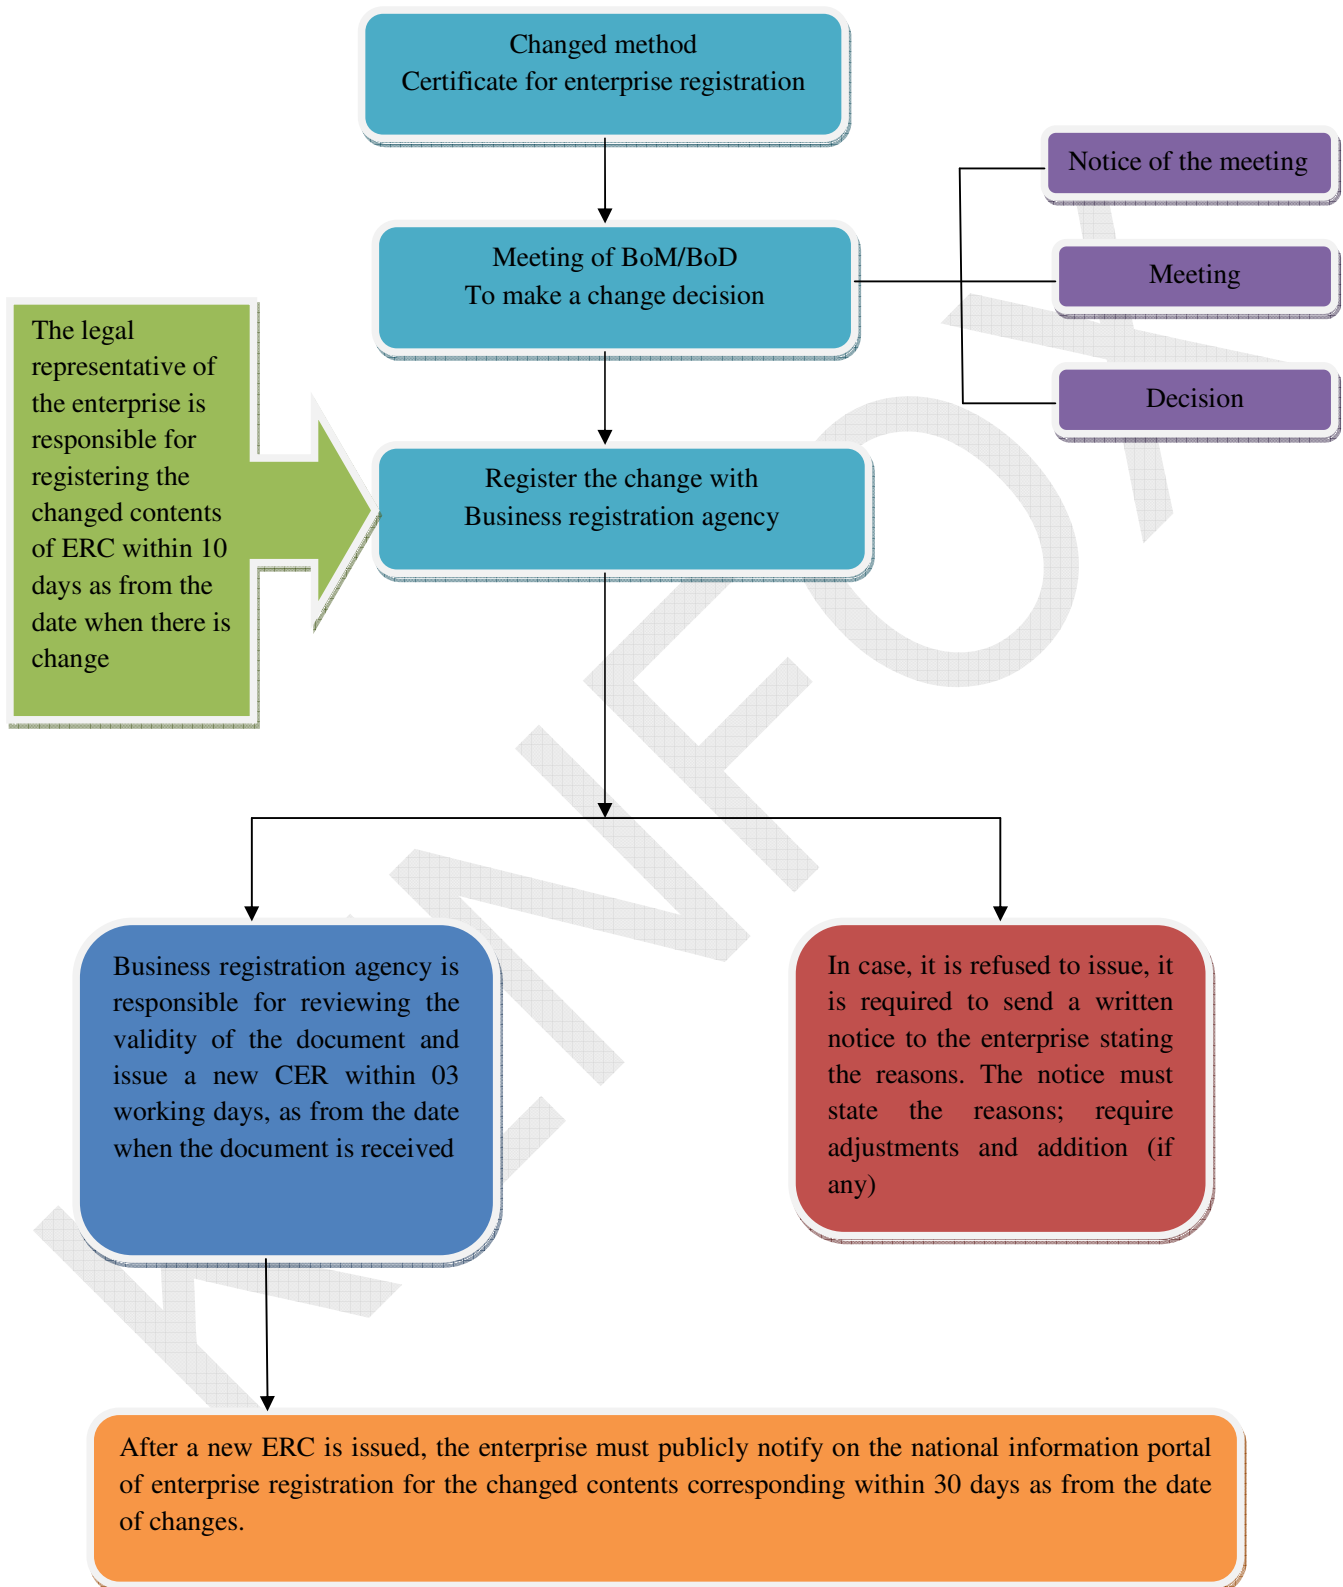 Changed method
Certificate for enterprise registration
Notice of the meeting
Meeting of BoM/BoD
To make a change decision
Meeting
Decision
The legal
representative of
the enterprise is
responsible for
registering the
changed contents
of ERC within 10
days as from the
date when there is
change
Register the change with
Business registration agency
Business registration agency is
responsible for reviewing the
validity of the document and
issue a new CER within 03
working days, as from the date
when the document is received
In case, it is refused to issue, it
is required to send a written
notice to the enterprise stating
the reasons. The notice must
state the reasons; require
adjustments and addition (if
any)
After a new ERC is issued, the enterprise must publicly notify on the national information portal
of enterprise registration for the changed contents corresponding within 30 days as from the date
of changes.